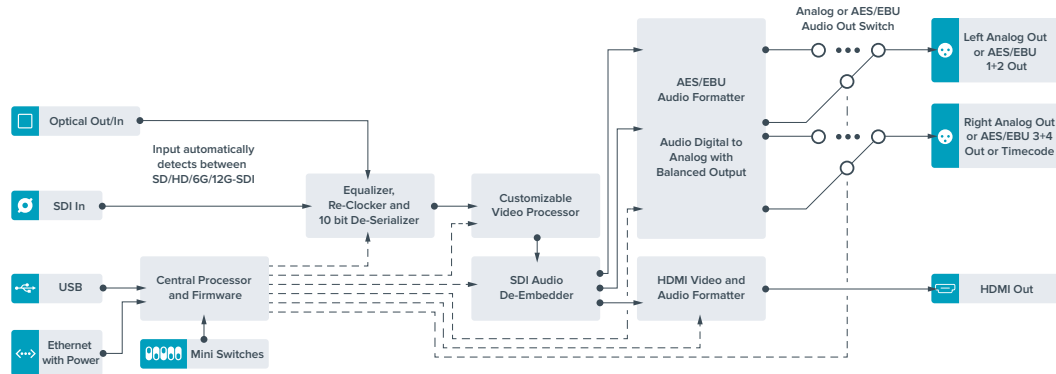 Analog or AES/EBU
Audio Out Switch
Left Analog Out
or AES/EBU
1+2 Out
AES/EBU
Audio Formatter
Optical Out/In
Right Analog Out
or AES/EBU 3+4
Out or Timecode
Input automatically
detects between
SD/HD/6G/12G-SDI
Audio Digital to
Analog with
Balanced Output
Equalizer,
Re-Clocker and
10 bit De-Serializer
Customizable
Video Processor
SDI In
USB
Central Processor
and Firmware
SDI Audio
De-Embedder
HDMI Video and
Audio Formatter
HDMI Out
Ethernet
with Power
Mini Switches